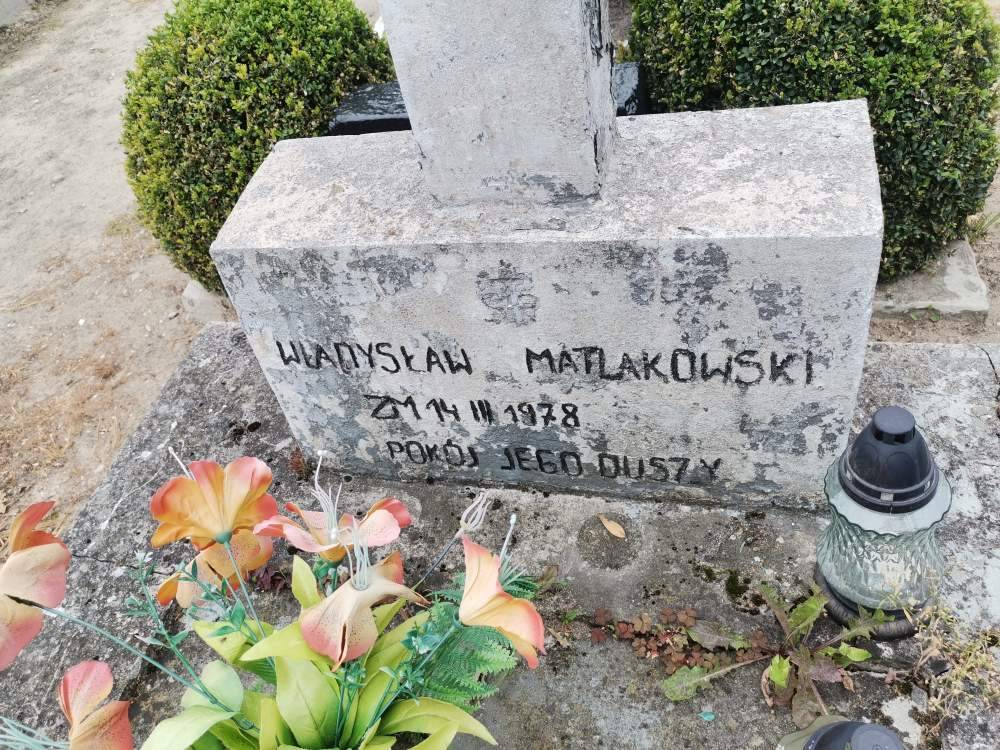 WŁADYSŁAW MATLAKOWSKI
ZM 14 III 1978
POKÓJ JEGO DUSZY